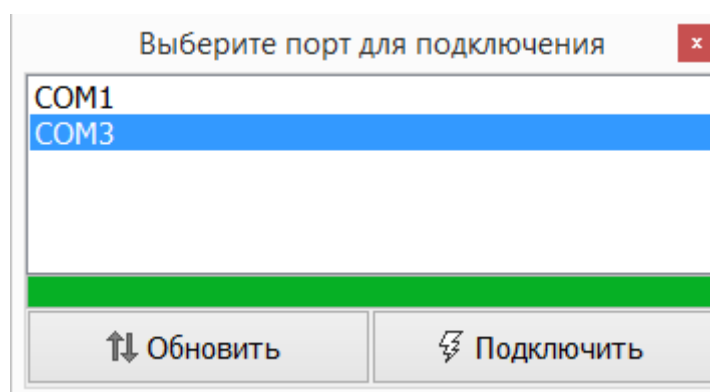 Выберите порт для подключения
x
COM1
COM3
Обновить
Подключить